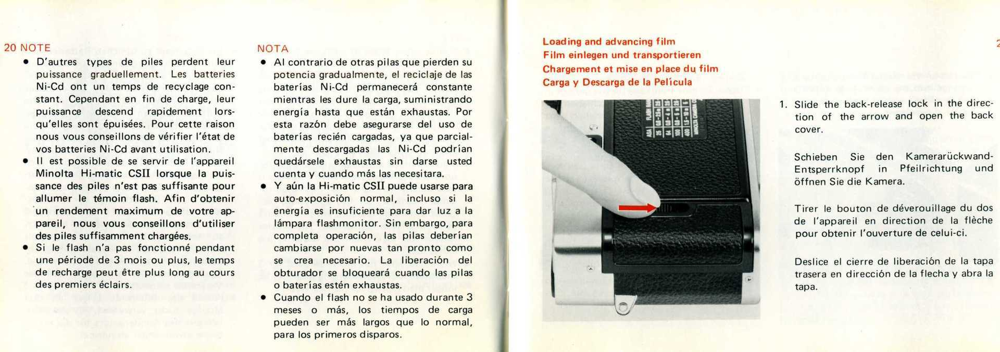 20 NOTE
● D'autres types de piles perdent leur
puissance graduellement. Les batteries
Ni-Cd ont un temps de recyclage con-
stant. Cependant en fin de charge, leur
puissance descend rapidement lors-
qu'elles sont épuisées. Pour cette raison
nous vous conseillons de vérifier l'état de
vos batteries Ni-Cd avant utilisation.
● Il est possible de se servir de l'appareil
Minolta Hi-matic CSII lorsque la puis-
sance des piles n'est pas suffisante pour
allumer le témoin flash. Afin d'obtenir
un rendement maximum de votre ap-
pareil, nous vous conseillons d'utiliser
des piles suffisamment chargées.
● Si le flash n'a pas fonctionné pendant
une période de 3 mois ou plus, le temps
de recharge peut être plus long au cours
des premiers éclairs.
NOTA
● Al contrario de otras pilas que pierden su
potencia gradualmente, el reciclaje de las
baterías Ni-Cd permanecerá constante
mientras les dure la carga, suministrando
energía hasta que están exhaustas. Por
esta razón debe asegurarse del uso de
baterías recién cargadas, ya que parcial-
mente descargadas las Ni-Cd podrían
quedársele exhaustas sin darse usted
cuenta y cuando más las necesitara.
● Y aún la Hi-matic CSII puede usarse para
auto-exposición normal, incluso si la
energía es insuficiente para dar luz a la
lámpara flashmonitor. Sin embargo, para
completa operación, las pilas deberían
cambiarse por nuevas tan pronto como
se crea necesario. La liberación del
obturador se bloqueará cuando las pilas
o baterías estén exhaustas.
● Cuando el flash no se ha usado durante 3
meses o más, los tiempos de carga
pueden ser más largos que lo normal,
para los primeros disparos.
Loading and advancing film
Film einlegen und transportieren
Chargement et mise en place du film
Carga y Descarga de la Película
ASA
25
64
100
400
1. Slide the back-release lock in the direc-
tion of the arrow and open the back
cover.
Schieben Sie den Kamerarückwand-
Entsperrknopf in Pfeilrichtung und
öffnen Sie die Kamera.
Tirer le bouton de déverouillage du dos
de l'appareil en direction de la flèche
pour obtenir l'ouverture de celui-ci.
Deslice el cierre de liberación de la tapa
trasera en dirección de la flecha y abra la
tapa.